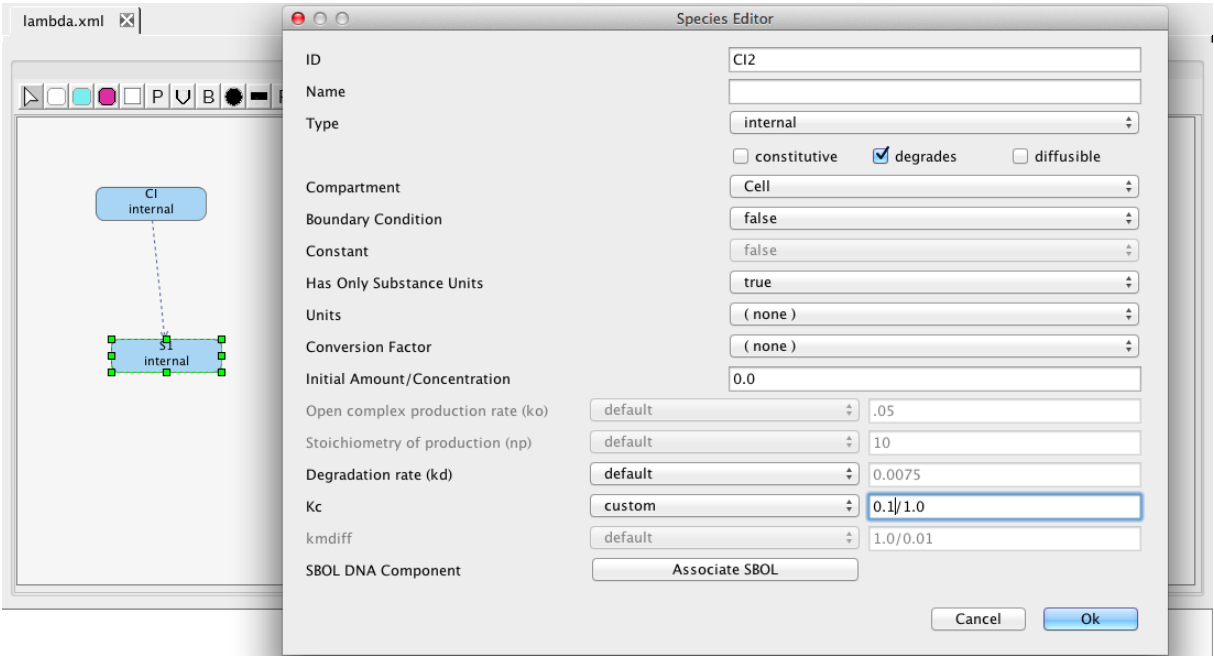 lambda.xml
Species Editor
ID CI2
Name
Type internal
constitutive degrades diffusible
Compartment Cell
Boundary Condition false
Constant false
Has Only Substance Units true
Units ( none )
Conversion Factor ( none )
Initial Amount/Concentration 0.0
Open complex production rate (ko) default .05
Stoichiometry of production (np) default 10
Degradation rate (kd) default 0.0075
Kc custom 0.1/1.0
kmdiff default 1.0/0.01
SBOL DNA Component Associate SBOL
Cancel Ok
P V B
CI
internal
S1
internal